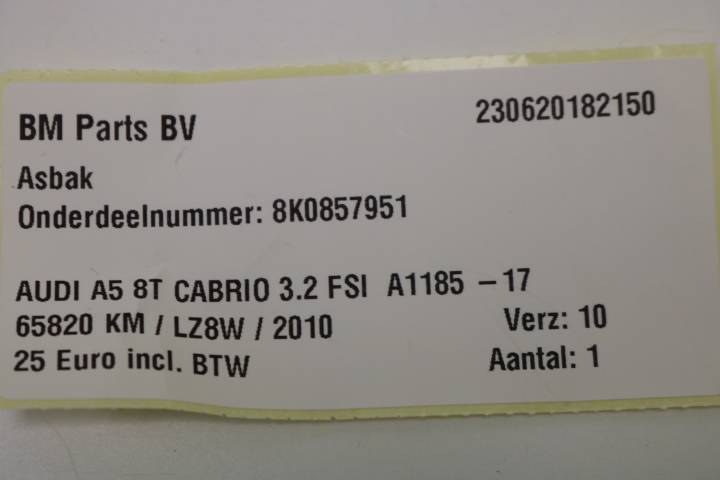 BM Parts BV 230620182150
Asbak
Onderdeelnummer: 8K0857951
AUDI A5 8T CABRIO 3.2 FSI A1185 - 17
65820 KM / LZ8W / 2010 Verz: 10
25 Euro incl. BTW Aantal: 1